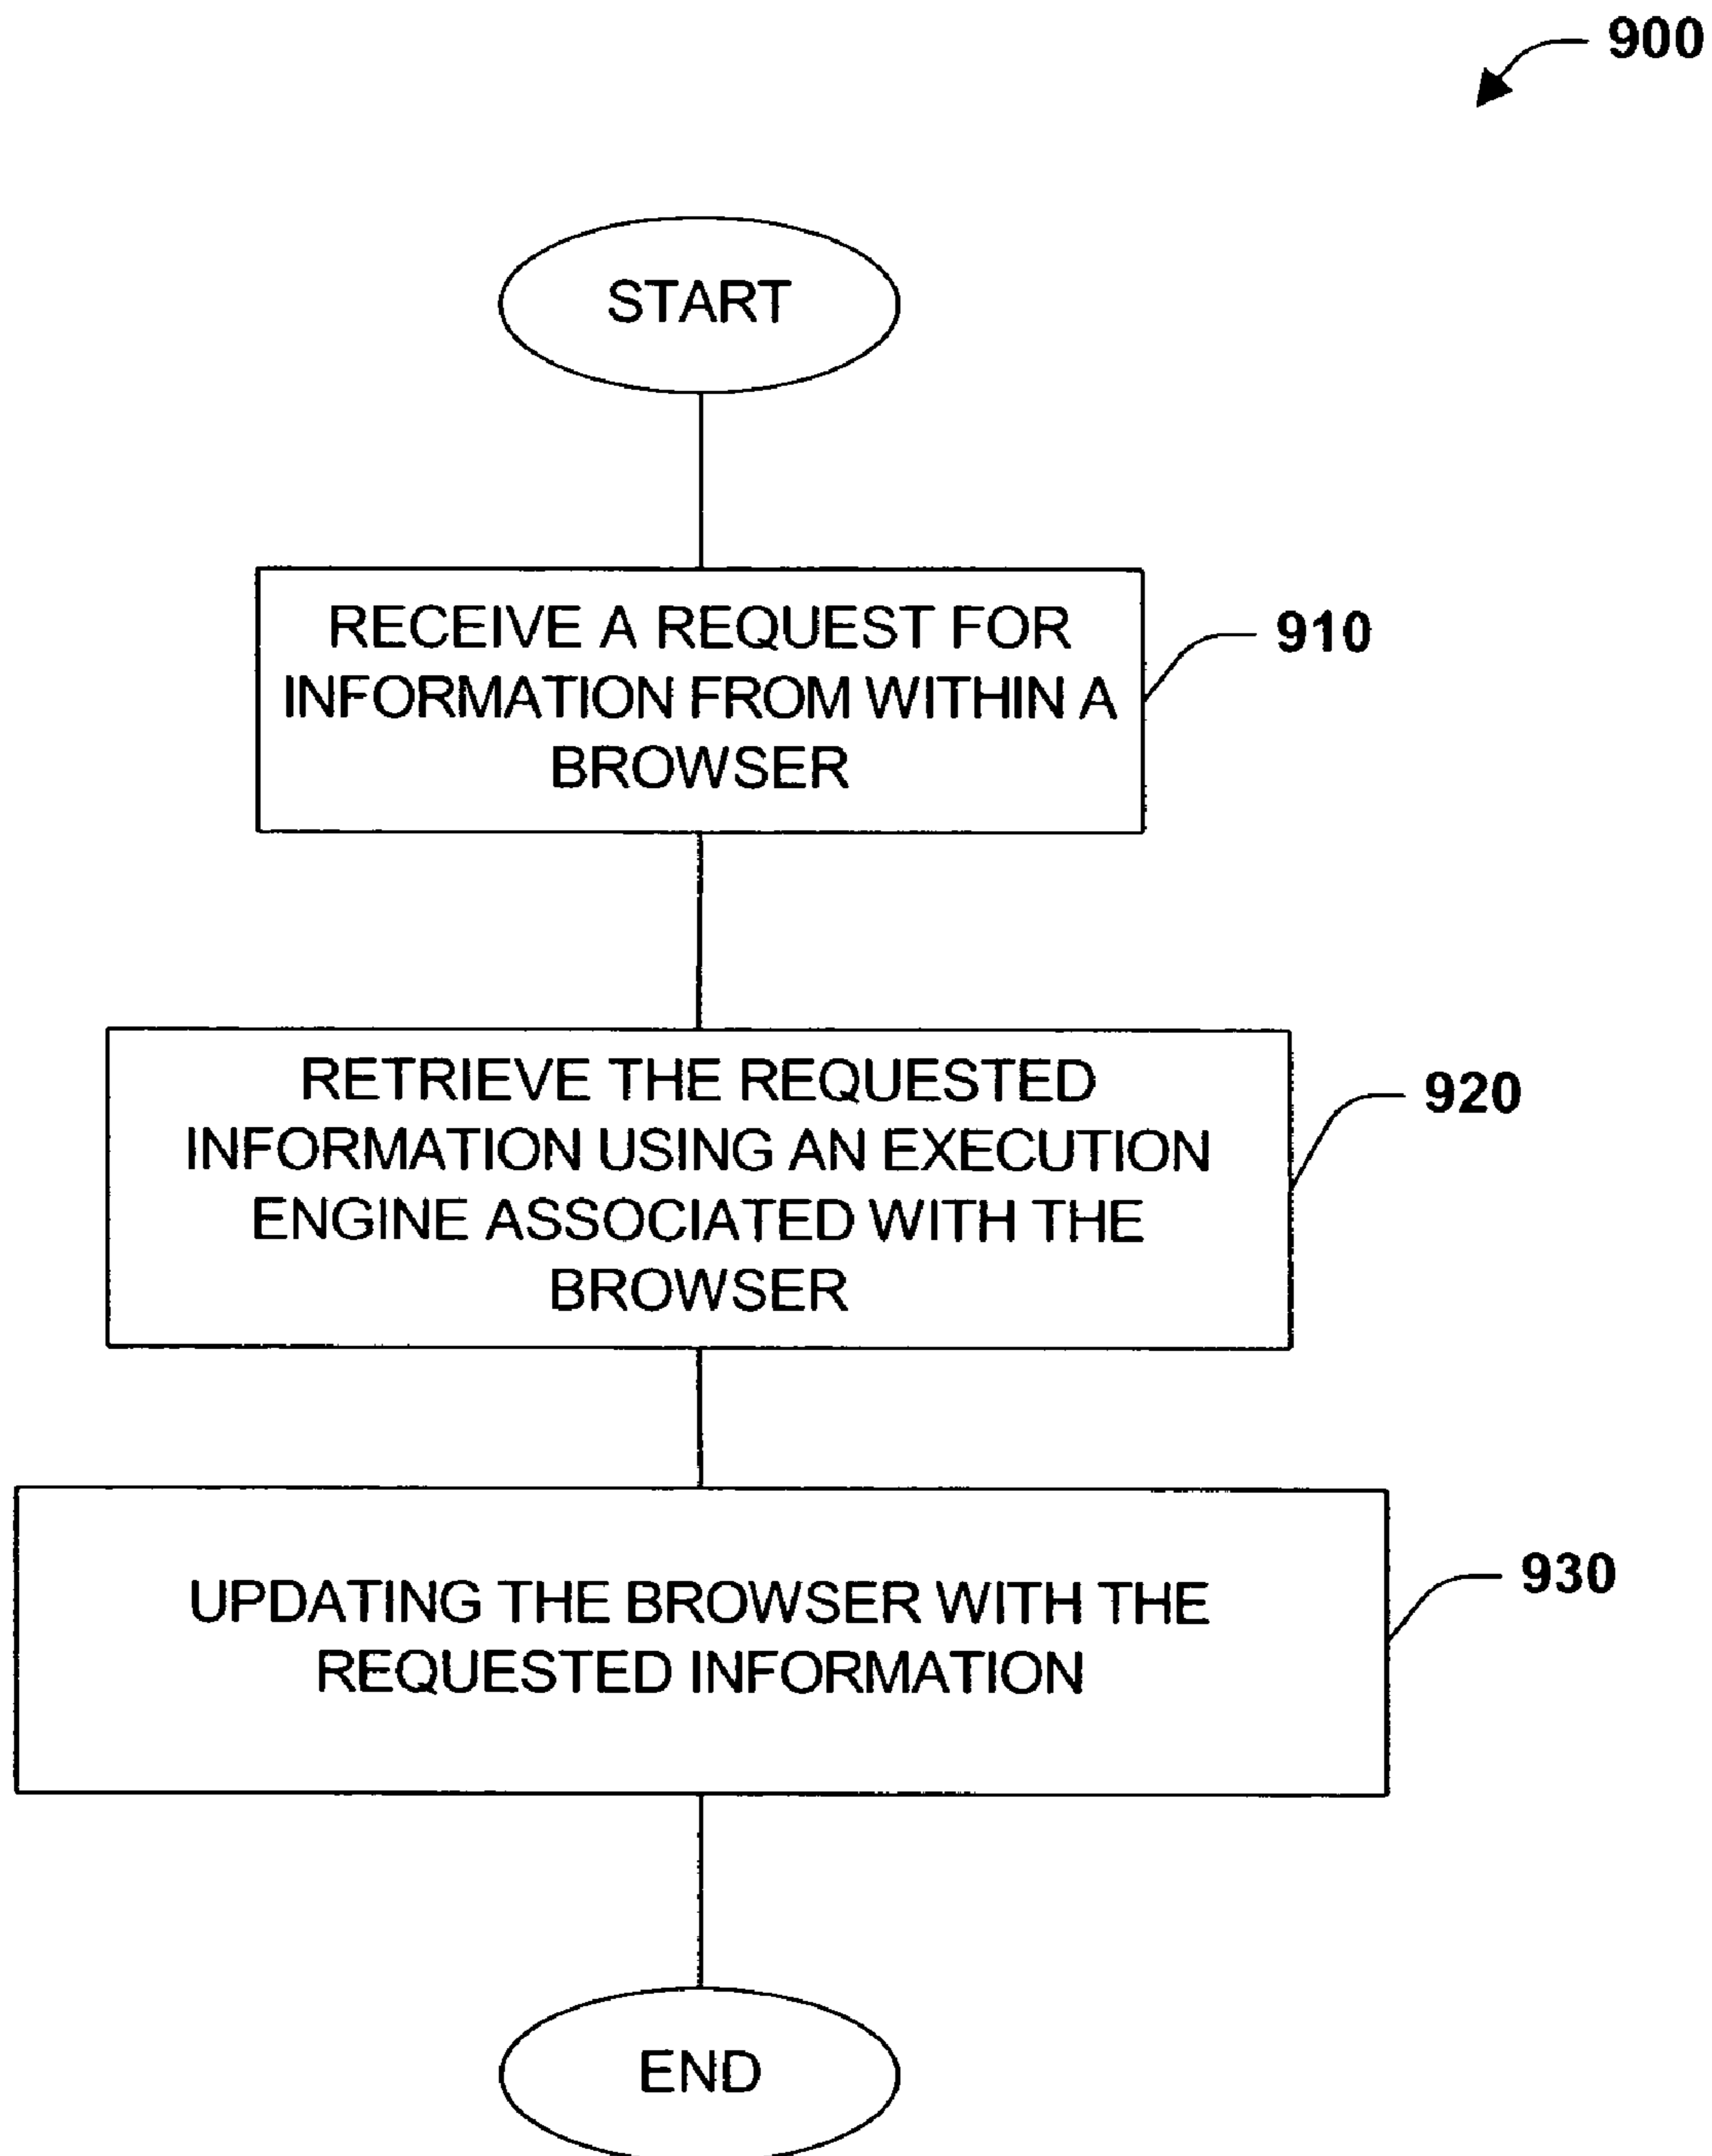 900
START
RECEIVE A REQUEST FOR
INFORMATION FROM WITHIN A
BROWSER
910
RETRIEVE THE REQUESTED
INFORMATION USING AN EXECUTION
ENGINE ASSOCIATED WITH THE
BROWSER
920
UPDATING THE BROWSER WITH THE
REQUESTED INFORMATION
930
END